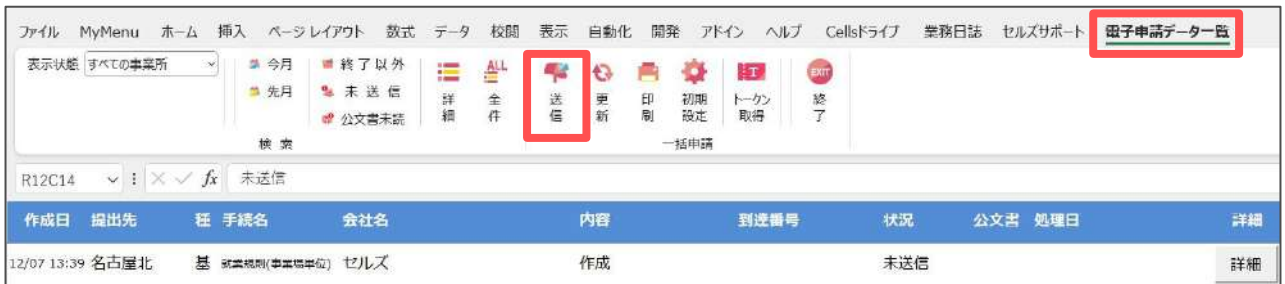 ファイル MyMenu ホーム 挿入 ページ レイアウト 数式 データ 校閲 表示 自動化 開発 アドイン ヘルプ Cellsドライブ 業務日誌 セルズサポート 電子申請データ一覧
表示状態 すべての事業所
今月
先月
終了以外
未送信
公文書未読
検索
詳細
ALL
全件
送信
更新
印刷
初期設定
トークン取得
EXIT
終了
一括申請
R12C14 fx 未送信
作成日 提出先 種 手続名 会社名 内容 到達番号 状況 公文書 処理日 詳細
12/07 13:39 名古屋北 基 就業規則(事業場単位) セルズ 作成 未送信 詳細